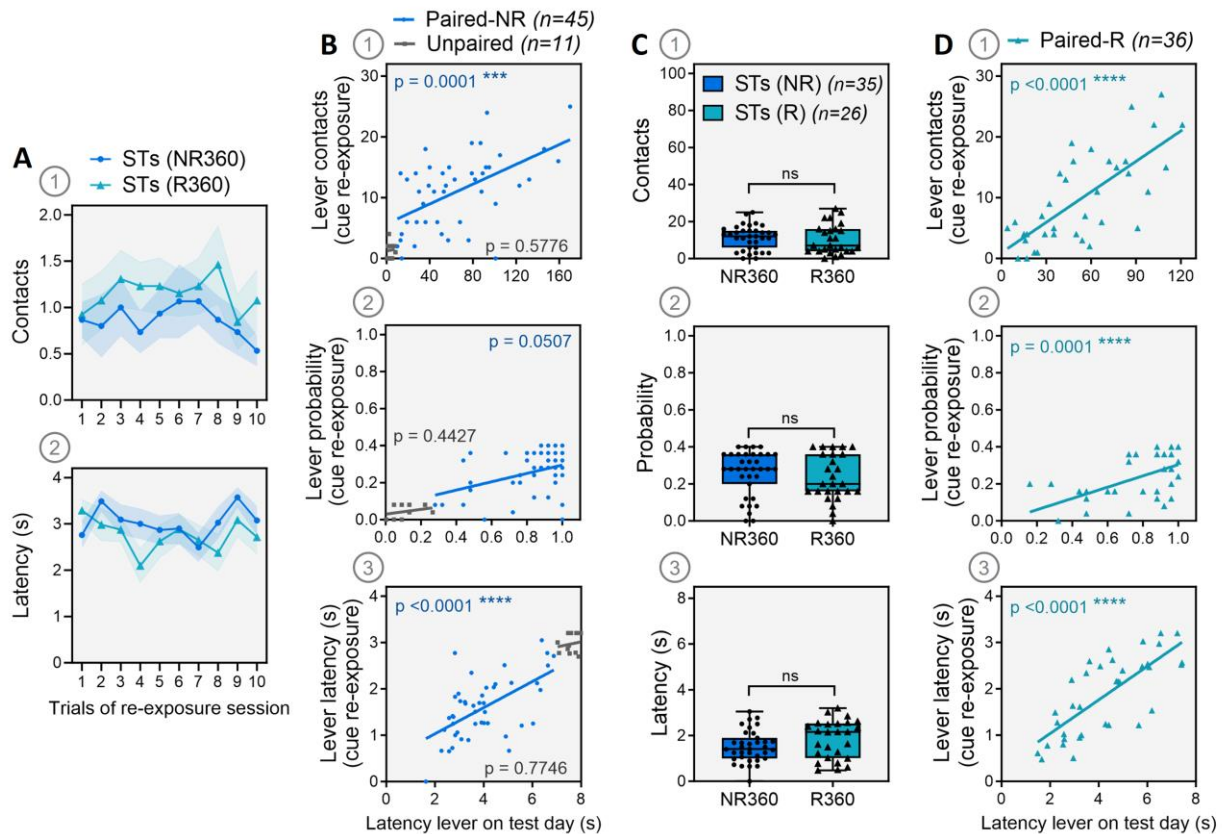 A
1
STs (NR360)
STs (R360)
Contacts
2.0
1.5
1.0
0.5
0.0
1 2 3 4 5 6 7 8 9 10
2
Latency (s)
5
4
3
2
1
0
1 2 3 4 5 6 7 8 9 10
Trials of re-exposure session
B
1
Paired-NR (n=45)
Unpaired (n=11)
p = 0.0001 ***
p = 0.5776
Lever contacts
(cue re-exposure)
30
20
10
0
0 40 80 120 160
2
p = 0.0507
p = 0.4427
Lever probability
(cue re-exposure)
1.0
0.8
0.6
0.4
0.2
0.0
0.0 0.2 0.4 0.6 0.8 1.0
3
p <0.0001 ****
p = 0.7746
Lever latency (s)
(cue re-exposure)
4
3
2
1
0
0 2 4 6 8
Latency lever on test day (s)
C
1
STs (NR) (n=35)
STs (R) (n=26)
ns
Contacts
100
80
60
40
20
0
NR360 R360
2
ns
Probability
1.0
0.8
0.6
0.4
0.2
0.0
NR360 R360
3
ns
Latency (s)
8
6
4
2
0
NR360 R360
D
1
Paired-R (n=36)
p <0.0001 ****
Lever contacts
(cue re-exposure)
30
20
10
0
0 30 60 90 120
2
p = 0.0001 ****
Lever probability
(cue re-exposure)
1.0
0.8
0.6
0.4
0.2
0.0
0.0 0.2 0.4 0.6 0.8 1.0
3
p <0.0001 ****
Lever latency (s)
(cue re-exposure)
4
3
2
1
0
0 2 4 6 8
Latency lever on test day (s)